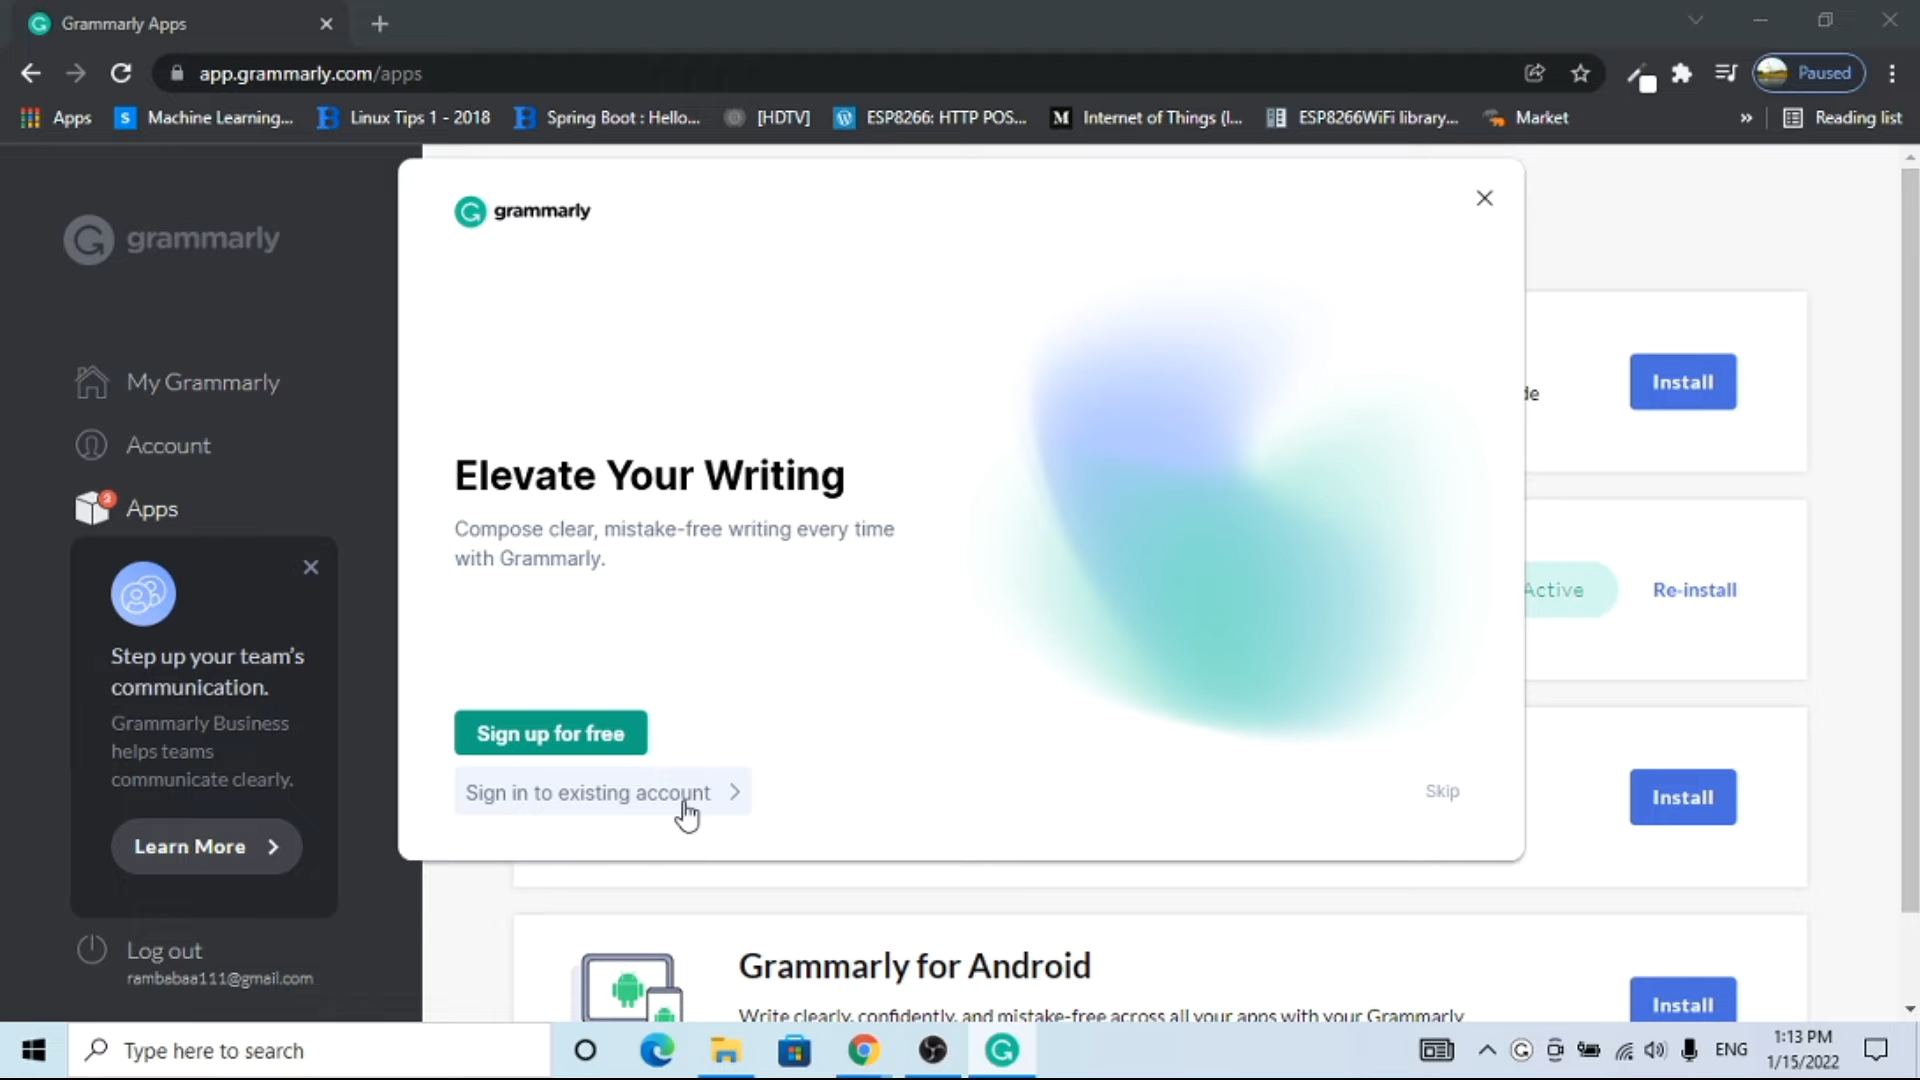 Grammarly Apps
app.grammarly.com/apps
Paused
Apps
Machine Learning...
Linux Tips 1 - 2018
Spring Boot : Hello...
[HDTV]
ESP8266: HTTP POS...
Internet of Things (I...
ESP8266WiFi library...
Market
»
Reading list
grammarly
My Grammarly
Account
2
Apps
Step up your team's
communication.
Grammarly Business
helps teams
communicate clearly.
Learn More
Log out
rambabaa111@gmail.com
grammarly
Elevate Your Writing
Compose clear, mistake-free writing every time
with Grammarly.
Sign up for free
Sign in to existing account
Skip
de
Install
Active
Re-install
Install
Grammarly for Android
Write clearly, confidently, and mistake-free across all your apps with your Grammarly
Install
Type here to search
ENG
1:13 PM
1/15/2022